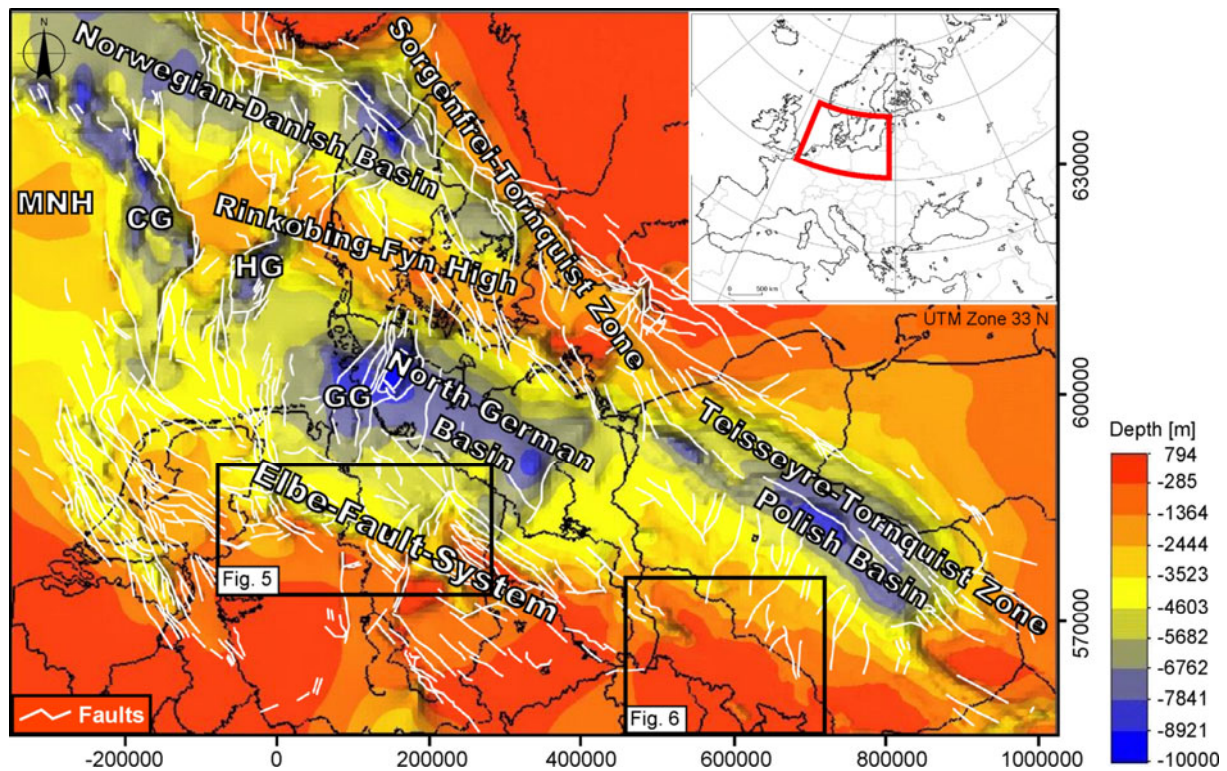 N
Norwegian-Danish Basin
Sorgenfrei-Tornquist Zone
MNH
CG
Rinkobing-Fyn High
HG
0 500 km
UTM Zone 33 N
GG
North German
Basin
Teisseyre-Tornquist Zone
Polish Basin
Elbe-Fault-System
Fig. 5
Fig. 6
Faults
-200000 0 200000 400000 600000 800000 1000000
630000
600000
570000
Depth [m]
794
-285
-1364
-2444
-3523
-4603
-5682
-6762
-7841
-8921
-10000